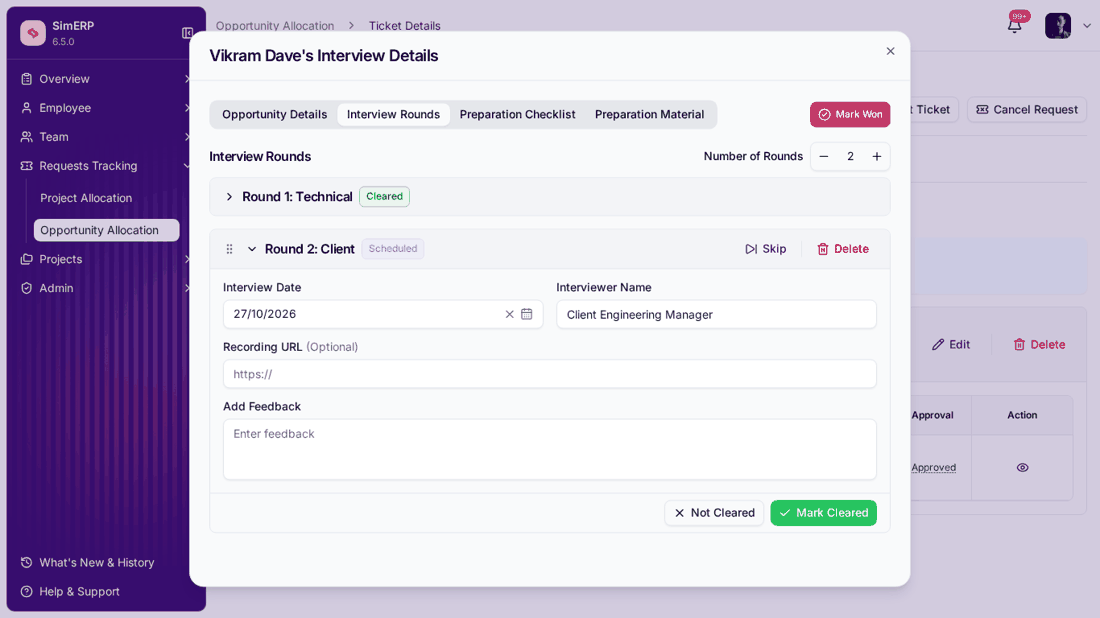 SimERP
6.5.0
Overview
Employee
Team
Requests Tracking
Project Allocation
Opportunity Allocation
Projects
Admin
What's New & History
Help & Support
Opportunity Allocation > Ticket Details
99+
Vikram Dave's Interview Details
Opportunity Details Interview Rounds Preparation Checklist Preparation Material
Mark Won
t Ticket
Cancel Request
Interview Rounds
Number of Rounds
2
Round 1: Technical Cleared
Round 2: Client Scheduled
Skip
Delete
Interview Date
27/10/2026
Interviewer Name
Client Engineering Manager
Recording URL (Optional)
https://
Add Feedback
Enter feedback
Not Cleared
Mark Cleared
Edit
Delete
Approval
Action
Approved